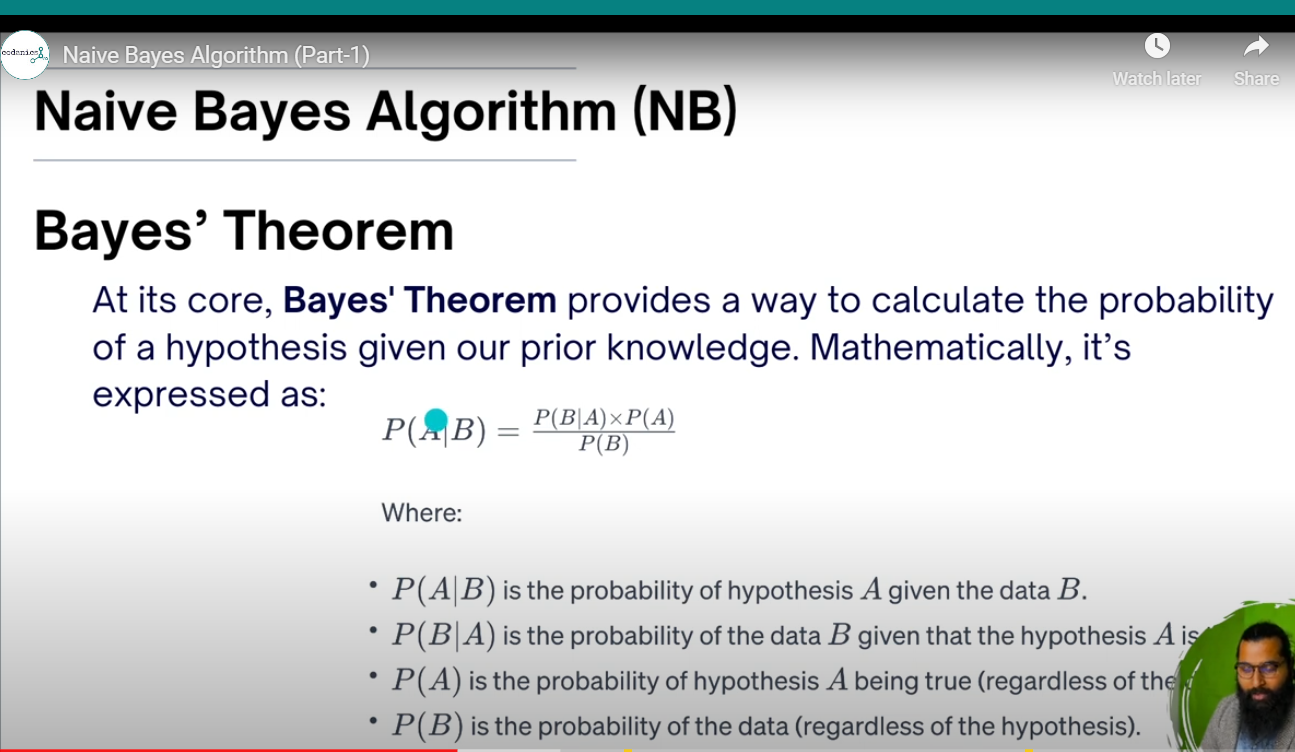 codanics
Naive Bayes Algorithm (Part-1)
Watch later
Share
Naive Bayes Algorithm (NB)
Bayes’ Theorem
At its core, Bayes' Theorem provides a way to calculate the probability
of a hypothesis given our prior knowledge. Mathematically, it’s
expressed as:
P(A|B) = P(B|A)×P(A) / P(B)
Where:
• P(A|B) is the probability of hypothesis A given the data B.
• P(B|A) is the probability of the data B given that the hypothesis A is
• P(A) is the probability of hypothesis A being true (regardless of the
• P(B) is the probability of the data (regardless of the hypothesis).